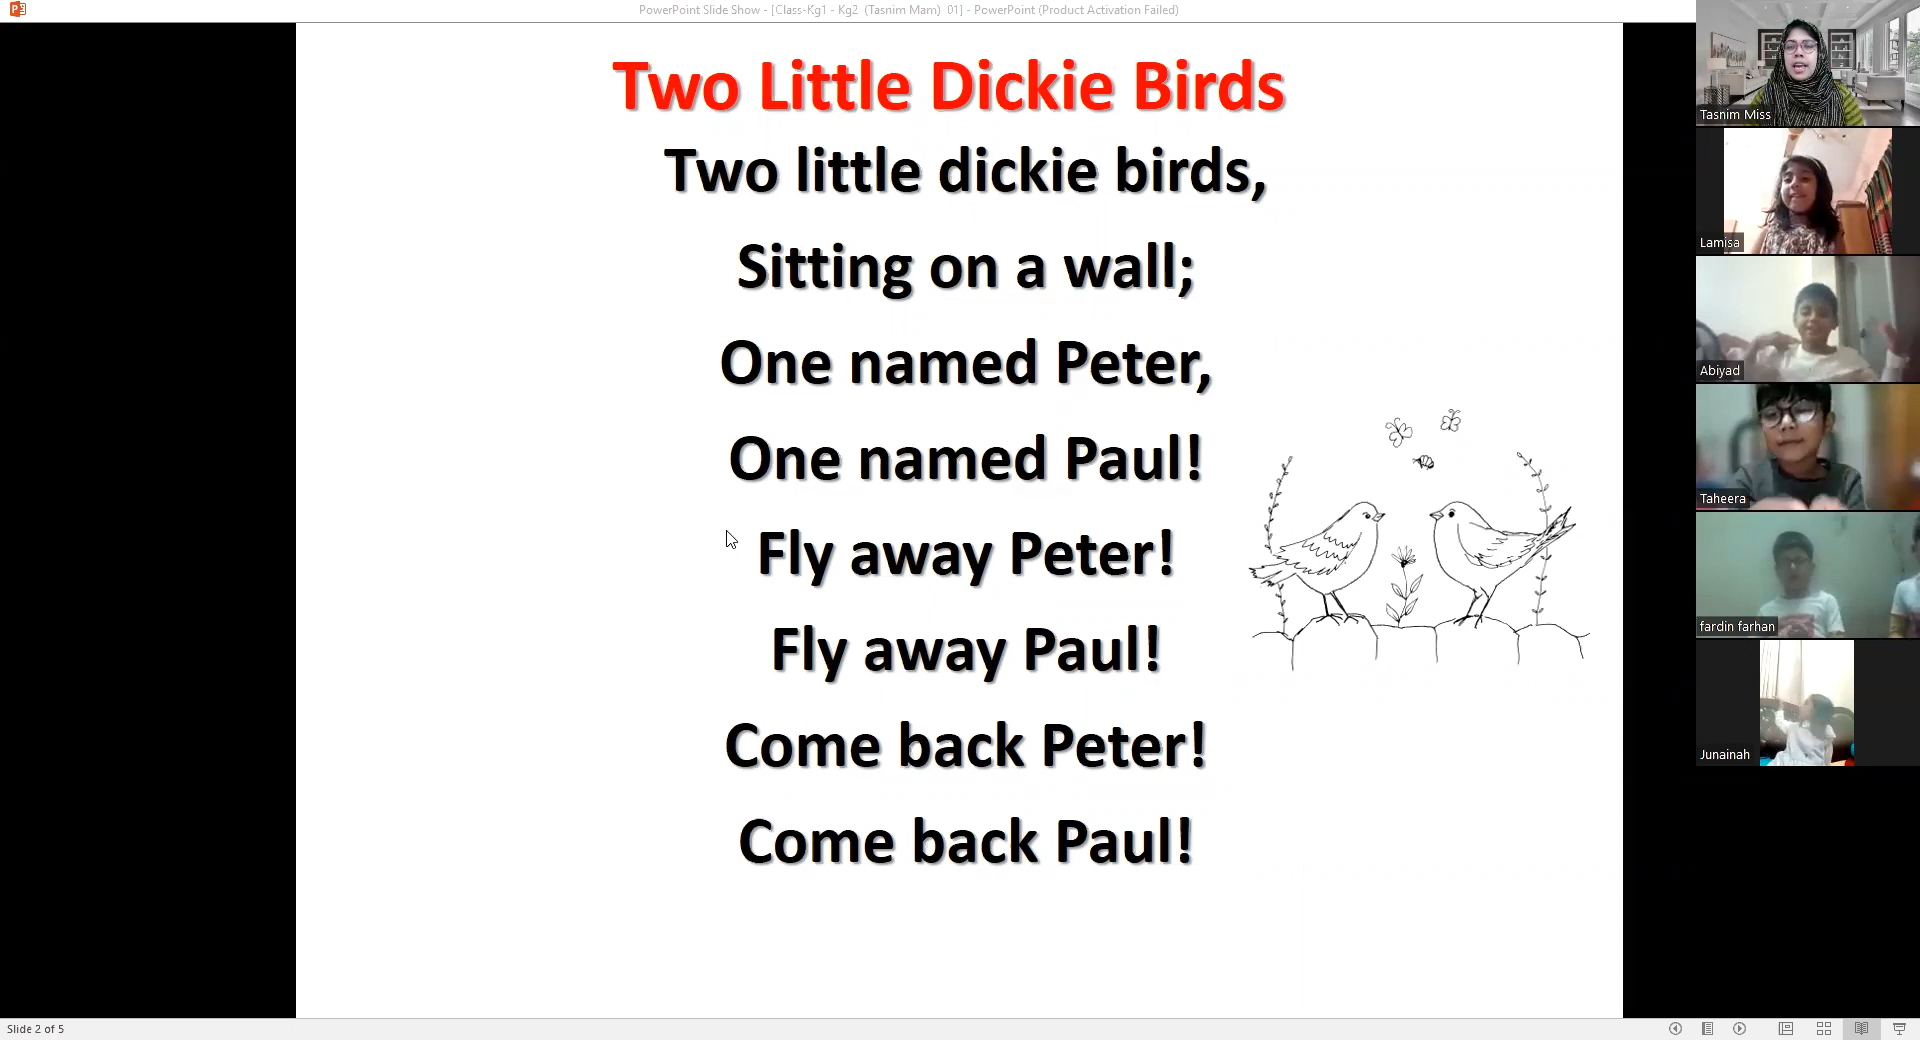 PowerPoint Slide Show - [Class-Kg1 - Kg2 (Tasnim Mam) .01] - PowerPoint (Product Activation Failed)
Two Little Dickie Birds
Two little dickie birds,
Sitting on a wall;
One named Peter,
One named Paul!
Fly away Peter!
Fly away Paul!
Come back Peter!
Come back Paul!
Tasnim Miss
Lamisa
Abiyad
Taheera
fardin farhan
Junainah
Slide 2 of 5